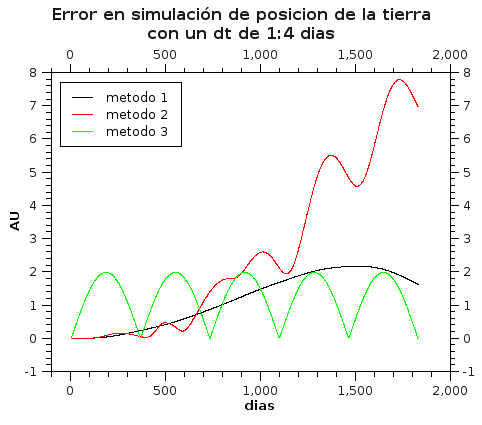 Error en simulación de posicion de la tierra
con un dt de 1:4 dias
0 500 1,000 1,500 2,000
8 8
7 7
6 6
5 5
4 4
3 3
2 2
1 1
0 0
-1 -1
metodo 1
metodo 2
metodo 3
AU
0 500 1,000 1,500 2,000
dias